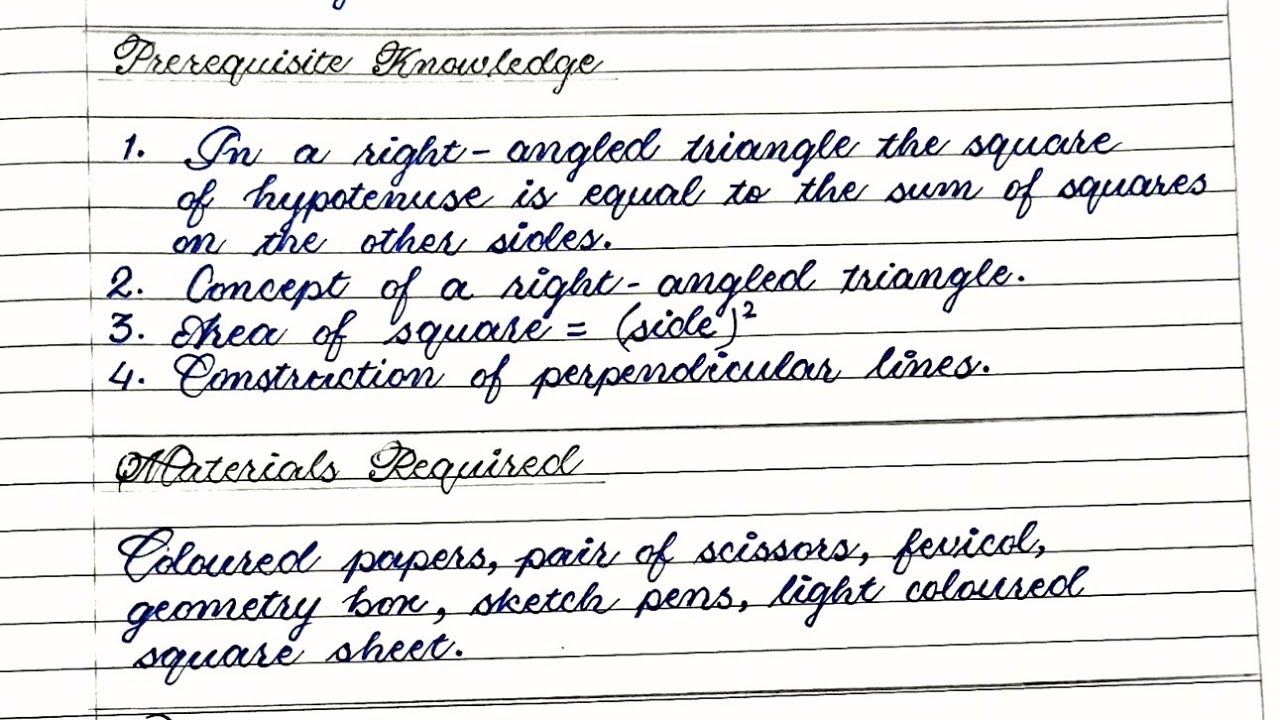 Prerequisite Knowledge
1. In a right-angled triangle the square
of hypotenuse is equal to the sum of squares
on the other sides.
2. Concept of a right-angled triangle.
3. Area of square = (side)²
4. Construction of perpendicular lines.
Materials Required
Coloured papers, pair of scissors, fevicol,
geometry box, sketch pens, light coloured
square sheet.